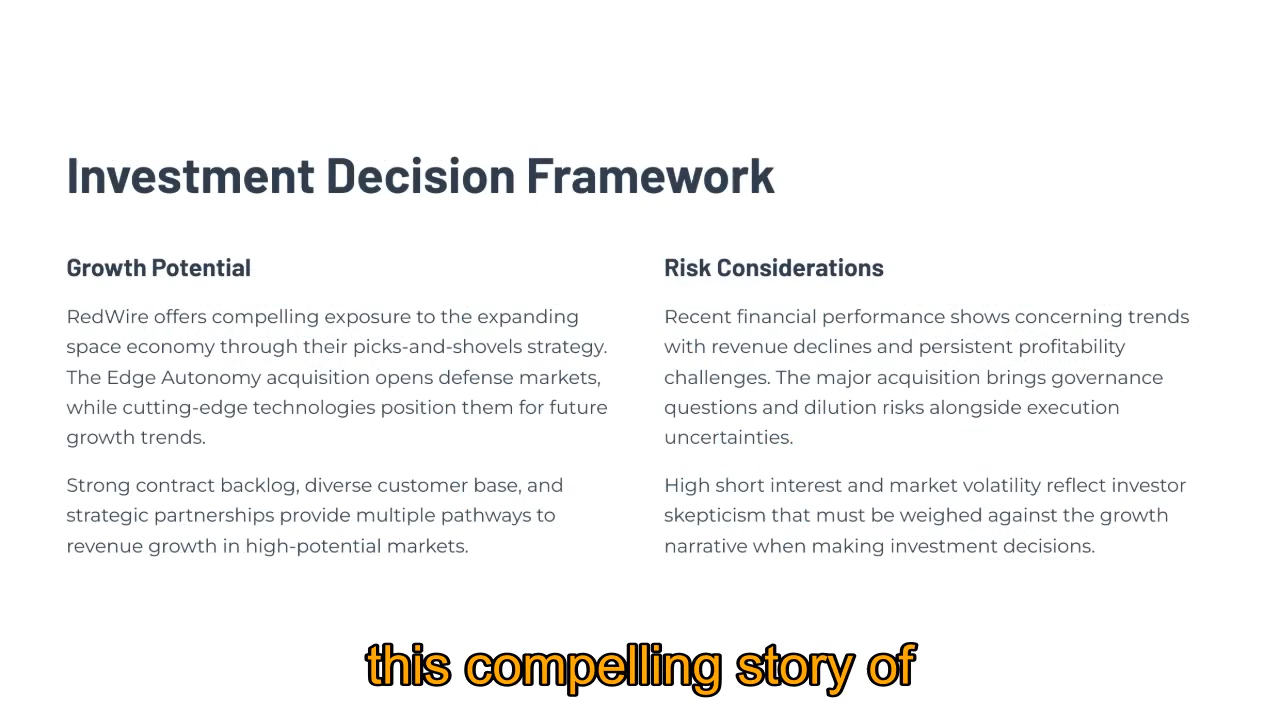 Investment Decision Framework
Growth Potential
RedWire offers compelling exposure to the expanding
space economy through their picks-and-shovels strategy.
The Edge Autonomy acquisition opens defense markets,
while cutting-edge technologies position them for future
growth trends.
Strong contract backlog, diverse customer base, and
strategic partnerships provide multiple pathways to
revenue growth in high-potential markets.
Risk Considerations
Recent financial performance shows concerning trends
with revenue declines and persistent profitability
challenges. The major acquisition brings governance
questions and dilution risks alongside execution
uncertainties.
High short interest and market volatility reflect investor
skepticism that must be weighed against the growth
narrative when making investment decisions.
this compelling story of